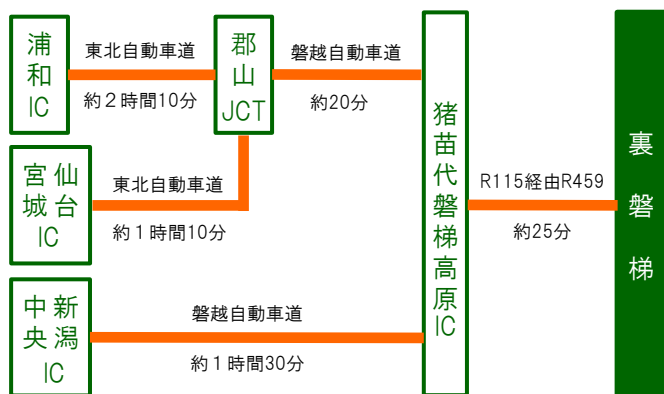 浦和IC
東北自動車道
約２時間10分
郡山JCT
磐越自動車道
約20分
仙台宮城IC
東北自動車道
約１時間10分
新潟中央IC
磐越自動車道
約１時間30分
猪苗代磐梯高原IC
R115経由R459
約25分
裏磐梯